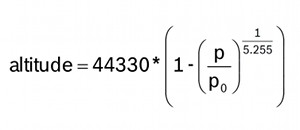 altitude = 44330 * (1 - (p / p₀)^(1 / 5.255))